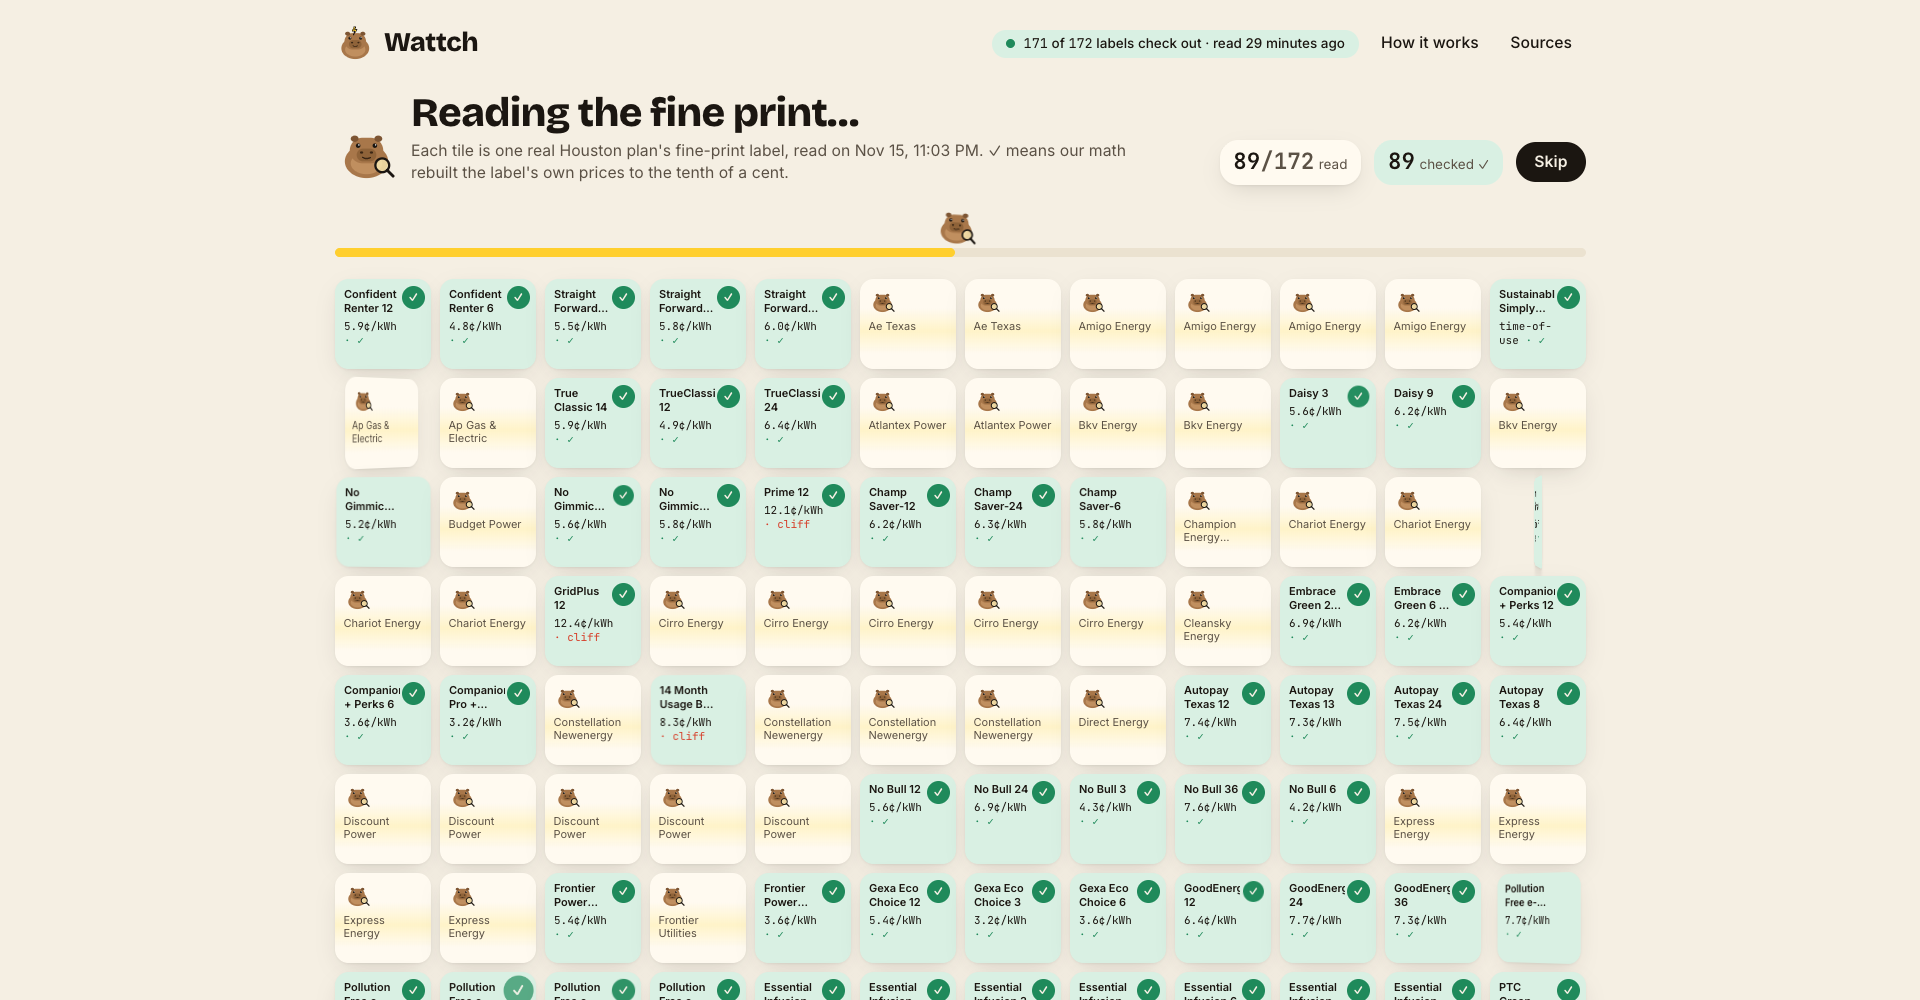 Wattch
171 of 172 labels check out · read 29 minutes ago
How it works
Sources
Reading the fine print...
Each tile is one real Houston plan's fine-print label, read on Nov 15, 11:03 PM. ✓ means our math
rebuilt the label's own prices to the tenth of a cent.
89/172 read
89 checked ✓
Skip
Confident
Renter 12
5.9¢/kWh
· ✓
Confident
Renter 6
4.8¢/kWh
· ✓
Straight
Forward...
5.5¢/kWh
· ✓
Straight
Forward...
5.8¢/kWh
· ✓
Straight
Forward...
6.0¢/kWh
· ✓
Ae Texas
Ae Texas
Amigo Energy
Amigo Energy
Amigo Energy
Amigo Energy
Sustainabl
Simply...
time-of-
use · ✓
Ap Gas &
Electric
Ap Gas &
Electric
True
Classic 14
5.9¢/kWh
· ✓
TrueClassi
12
4.9¢/kWh
· ✓
TrueClassi
24
6.4¢/kWh
· ✓
Atlantex Power
Atlantex Power
Bkv Energy
Bkv Energy
Daisy 3
5.6¢/kWh
· ✓
Daisy 9
6.2¢/kWh
· ✓
Bkv Energy
No
Gimmic...
5.2¢/kWh
· ✓
Budget Power
No
Gimmic...
5.6¢/kWh
· ✓
No
Gimmic...
5.8¢/kWh
· ✓
Prime 12
12.1¢/kWh
· cliff
Champ
Saver-12
6.2¢/kWh
· ✓
Champ
Saver-24
6.3¢/kWh
· ✓
Champ
Saver-6
5.8¢/kWh
· ✓
Champion
Energy...
Chariot Energy
Chariot Energy
Chariot Energy
Chariot Energy
GridPlus
12
12.4¢/kWh
· cliff
Cirro Energy
Cirro Energy
Cirro Energy
Cirro Energy
Cirro Energy
Cleansky
Energy
Embrace
Green 2...
6.9¢/kWh
· ✓
Embrace
Green 6 ...
6.2¢/kWh
· ✓
Companion
+ Perks 12
5.4¢/kWh
· ✓
Companion
+ Perks 6
3.6¢/kWh
· ✓
Companion
Pro +...
3.2¢/kWh
· ✓
Constellation
Newenergy
14 Month
Usage B...
8.3¢/kWh
· cliff
Constellation
Newenergy
Constellation
Newenergy
Constellation
Newenergy
Direct Energy
Autopay
Texas 12
7.4¢/kWh
· ✓
Autopay
Texas 13
7.3¢/kWh
· ✓
Autopay
Texas 24
7.5¢/kWh
· ✓
Autopay
Texas 8
6.4¢/kWh
· ✓
Discount
Power
Discount
Power
Discount
Power
Discount
Power
Discount
Power
No Bull 12
5.6¢/kWh
· ✓
No Bull 24
6.9¢/kWh
· ✓
No Bull 3
4.3¢/kWh
· ✓
No Bull 36
7.6¢/kWh
· ✓
No Bull 6
4.2¢/kWh
· ✓
Express
Energy
Express
Energy
Express
Energy
Express
Energy
Frontier
Power...
5.4¢/kWh
· ✓
Frontier
Utilities
Frontier
Power...
3.6¢/kWh
· ✓
Gexa Eco
Choice 12
5.4¢/kWh
· ✓
Gexa Eco
Choice 3
3.2¢/kWh
· ✓
Gexa Eco
Choice 6
3.6¢/kWh
· ✓
GoodEnerg
12
6.4¢/kWh
· ✓
GoodEnerg
24
7.7¢/kWh
· ✓
GoodEnerg
36
7.3¢/kWh
· ✓
Pollution
Free e-...
7.7¢/kWh
· ✓
Pollution
Pollution
Pollution
Pollution
Essential
Essential
Essential
Essential
Essential
Essential
Essential
PTC